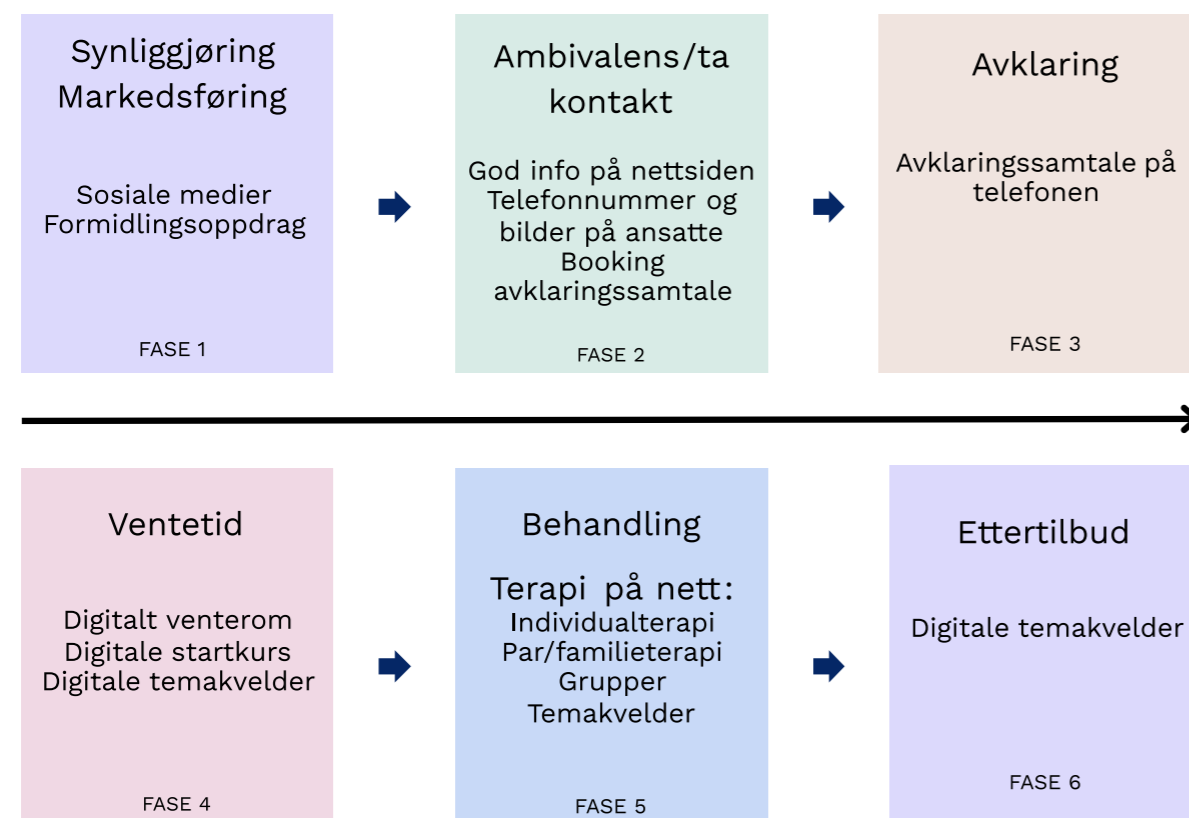 Synliggjøring
Markedsføring
Sosiale medier
Formidlingsoppdrag
FASE 1
Ambivalens/ta
kontakt
God info på nettsiden
Telefonnummer og
bilder på ansatte
Booking
avklaringssamtale
FASE 2
Avklaring
Avklaringssamtale på
telefonen
FASE 3
Ventetid
Digitalt venterom
Digitale startkurs
Digitale temakvelder
FASE 4
Behandling
Terapi på nett:
Individualterapi
Par/familieterapi
Grupper
Temakvelder
FASE 5
Ettertilbud
Digitale temakvelder
FASE 6